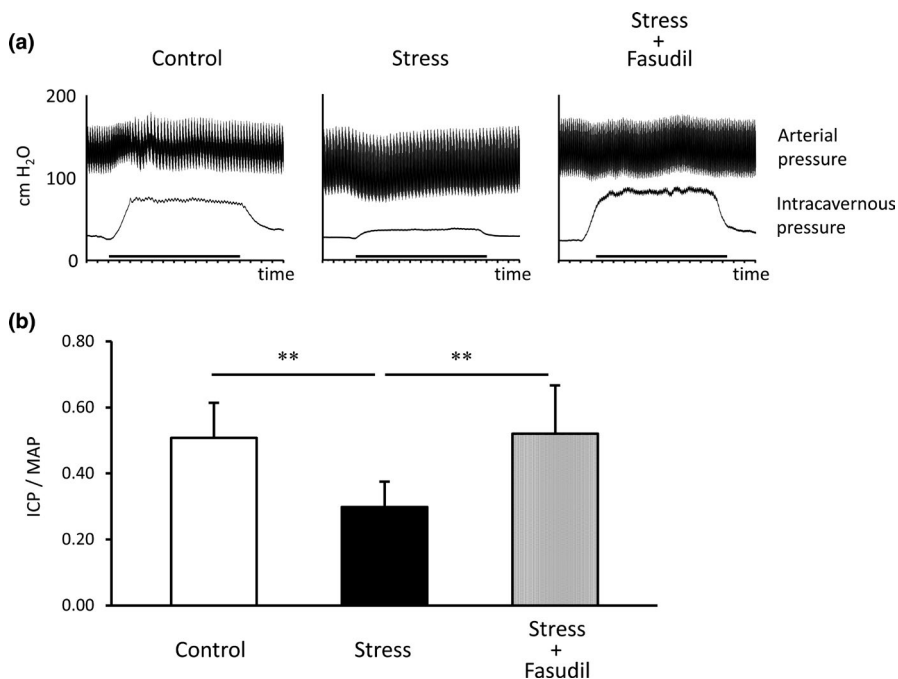 (a)
Control
Stress
Stress
+
Fasudil
cm H₂O
200
100
0
time
time
time
Arterial
pressure
Intracavernous
pressure
(b)
ICP / MAP
0.80
0.60
0.40
0.20
0.00
**
**
Control
Stress
Stress
+
Fasudil